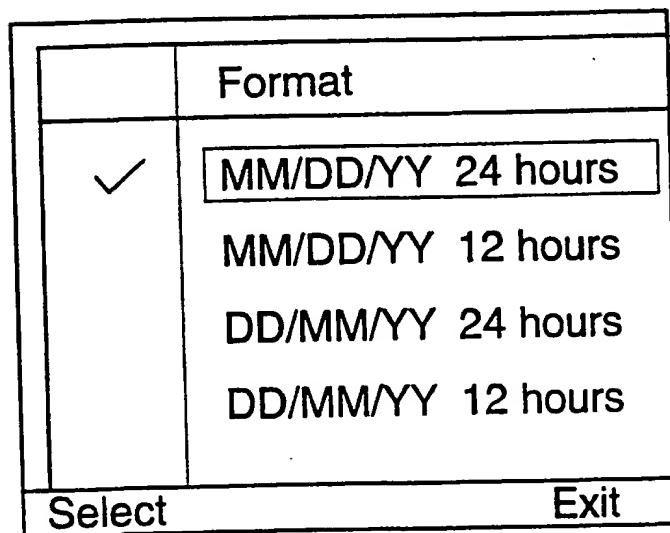 Format
MM/DD/YY 24 hours
MM/DD/YY 12 hours
DD/MM/YY 24 hours
DD/MM/YY 12 hours
Select Exit